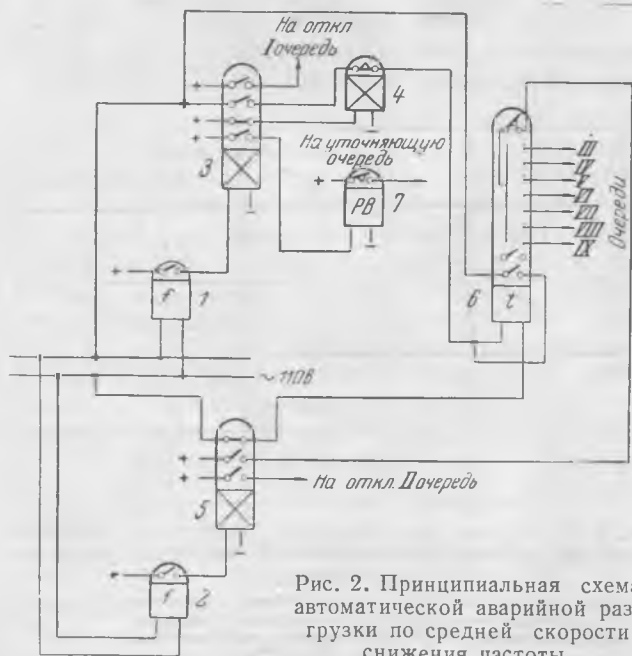 На откл
I очередь
4
На уточняющую
очередь
3
РВ
7
f
1
III
IV
V
VI
VII
VIII
IX
Очереди
6
t
~110В
5
На откл. II очередь
f
2
Рис. 2. Принципиальная схема
автоматической аварийной раз-
грузки по средней скорости
снижения частоты